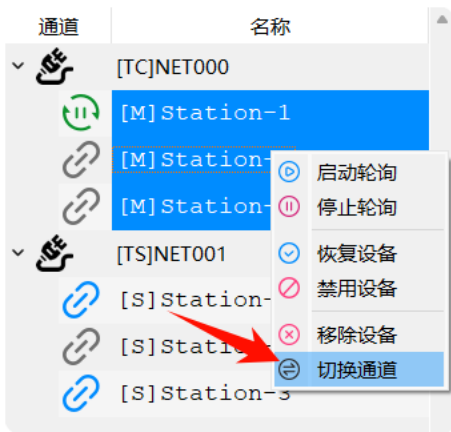 通道 名称
[TC]NET000
[M]Station-1
[M]Station-
启动轮询
[M]Station-
停止轮询
[TS]NET001
恢复设备
禁用设备
[S]Station-
移除设备
[S]Stati
切换通道
[S]Station-3